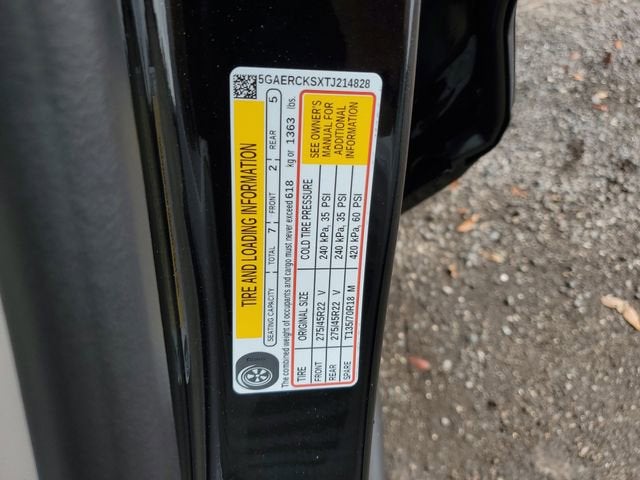 5GAERCKSXTJ214828
TIRE AND LOADING INFORMATION
SEATING CAPACITY TOTAL 7 FRONT 2 REAR 5
The combined weight of occupants and cargo must never exceed 618 kg or 1363 lbs.
TIRE ORIGINAL SIZE COLD TIRE PRESSURE
FRONT 275/45R22 V 240 kPa, 35 PSI
REAR 275/45R22 V 240 kPa, 35 PSI
SPARE T135/70R18 M 420 kPa, 60 PSI
SEE OWNER'S
MANUAL FOR
ADDITIONAL
INFORMATION